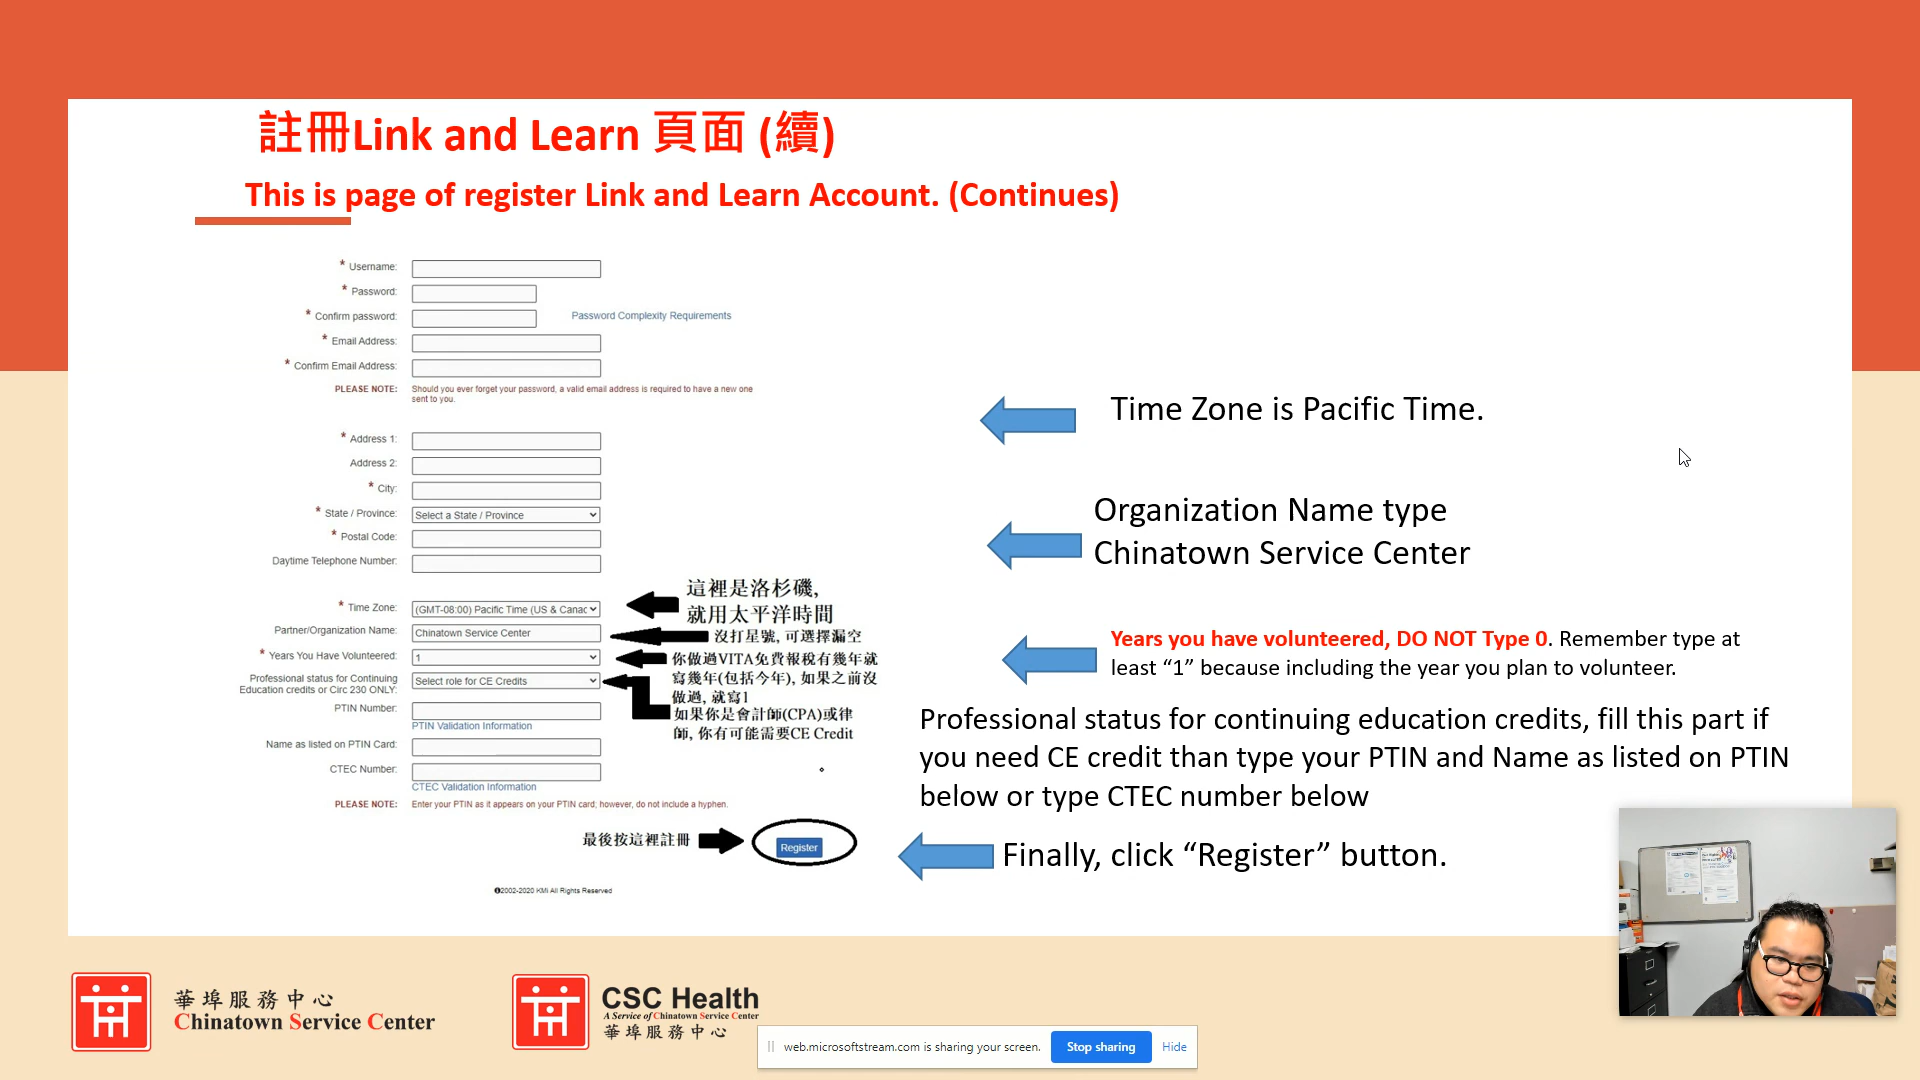 註冊Link and Learn 頁面 (續)
This is page of register Link and Learn Account. (Continues)
* Username:
* Password:
* Confirm password:
Password Complexity Requirements
* Email Address:
* Confirm Email Address:
PLEASE NOTE: Should you ever forget your password, a valid email address is required to have a new one
sent to you.
* Address 1:
Address 2:
* City:
* State / Province: Select a State / Province
* Postal Code:
Daytime Telephone Number:
* Time Zone: (GMT-08:00) Pacific Time (US & Canac
Partner/Organization Name: Chinatown Service Center
* Years You Have Volunteered: 1
Professional status for Continuing
Education credits or Circ 230 ONLY: Select role for CE Credits
PTIN Number:
PTIN Validation Information
Name as listed on PTIN Card:
CTEC Number:
CTEC Validation Information
PLEASE NOTE: Enter your PTIN as it appears on your PTIN card; however, do not include a hyphen.
這裡是洛杉磯,
就用太平洋時間
沒打星號, 可選擇漏空
你做過VITA免費報稅有幾年就
寫幾年(包括今年), 如果之前沒
做過, 就寫1
如果你是會計師(CPA)或律
師, 你有可能需要CE Credit
最後按這裡註冊
Register
©2002-2020 KMi All Rights Reserved
Time Zone is Pacific Time.
Organization Name type
Chinatown Service Center
Years you have volunteered, DO NOT Type 0. Remember type at
least “1” because including the year you plan to volunteer.
Professional status for continuing education credits, fill this part if
you need CE credit than type your PTIN and Name as listed on PTIN
below or type CTEC number below
Finally, click “Register” button.
華埠服務中心
Chinatown Service Center
CSC Health
A Service of Chinatown Service Center
華埠服務中心
web.microsoftstream.com is sharing your screen.
Stop sharing
Hide